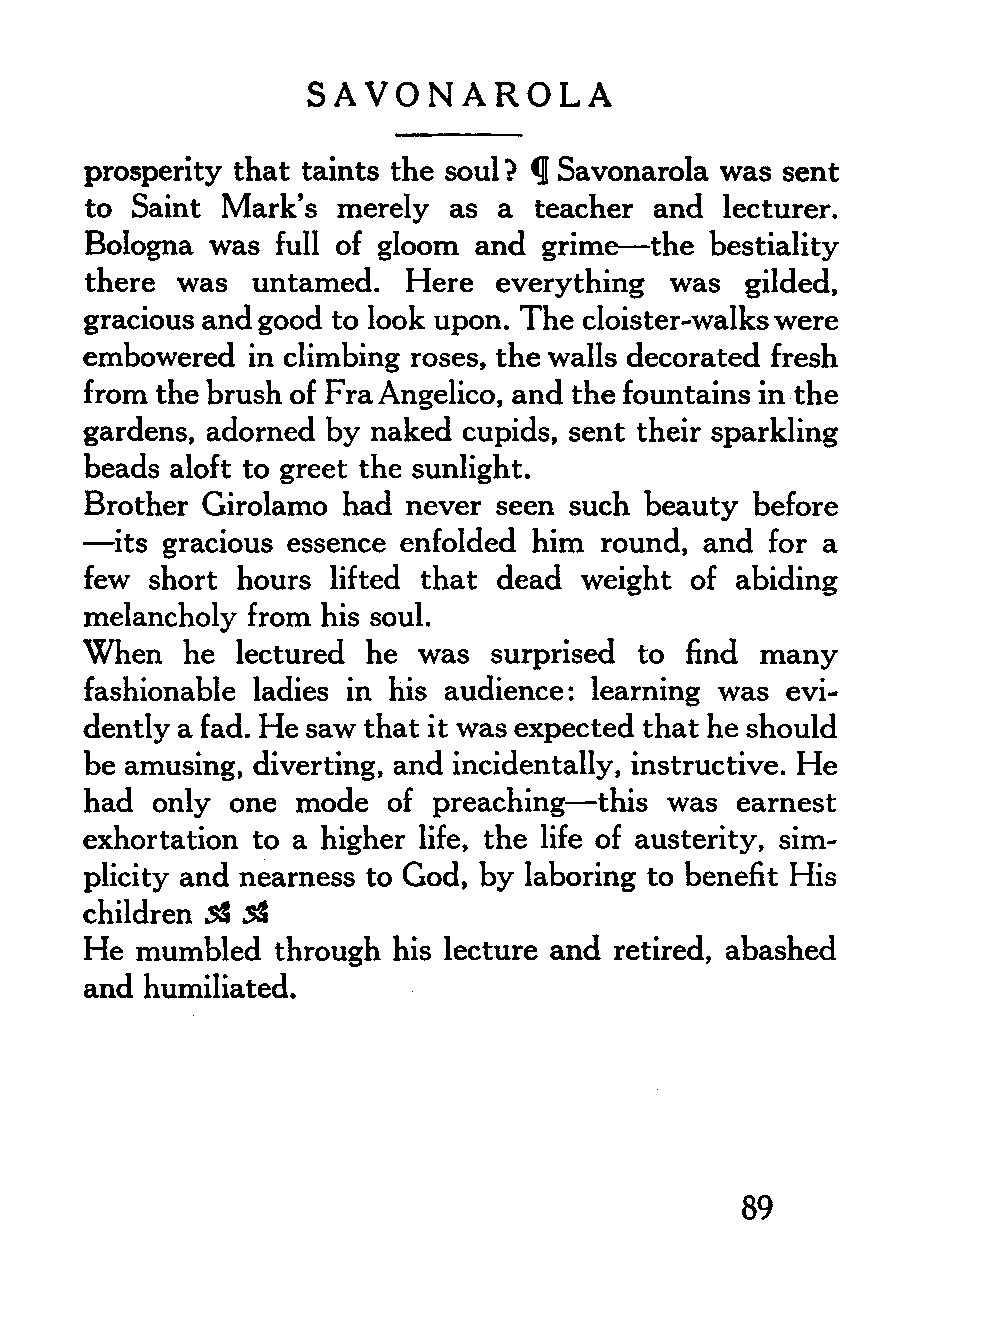 SAVONAROLA
prosperity that taints the soul? ¶ Savonarola was sent
to Saint Mark's merely as a teacher and lecturer.
Bologna was full of gloom and grime—the bestiality
there was untamed. Here everything was gilded,
gracious and good to look upon. The cloister-walks were
embowered in climbing roses, the walls decorated fresh
from the brush of Fra Angelico, and the fountains in the
gardens, adorned by naked cupids, sent their sparkling
beads aloft to greet the sunlight.
Brother Girolamo had never seen such beauty before
—its gracious essence enfolded him round, and for a
few short hours lifted that dead weight of abiding
melancholy from his soul.
When he lectured he was surprised to find many
fashionable ladies in his audience: learning was evi-
dently a fad. He saw that it was expected that he should
be amusing, diverting, and incidentally, instructive. He
had only one mode of preaching—this was earnest
exhortation to a higher life, the life of austerity, sim-
plicity and nearness to God, by laboring to benefit His
children
He mumbled through his lecture and retired, abashed
and humiliated.
89